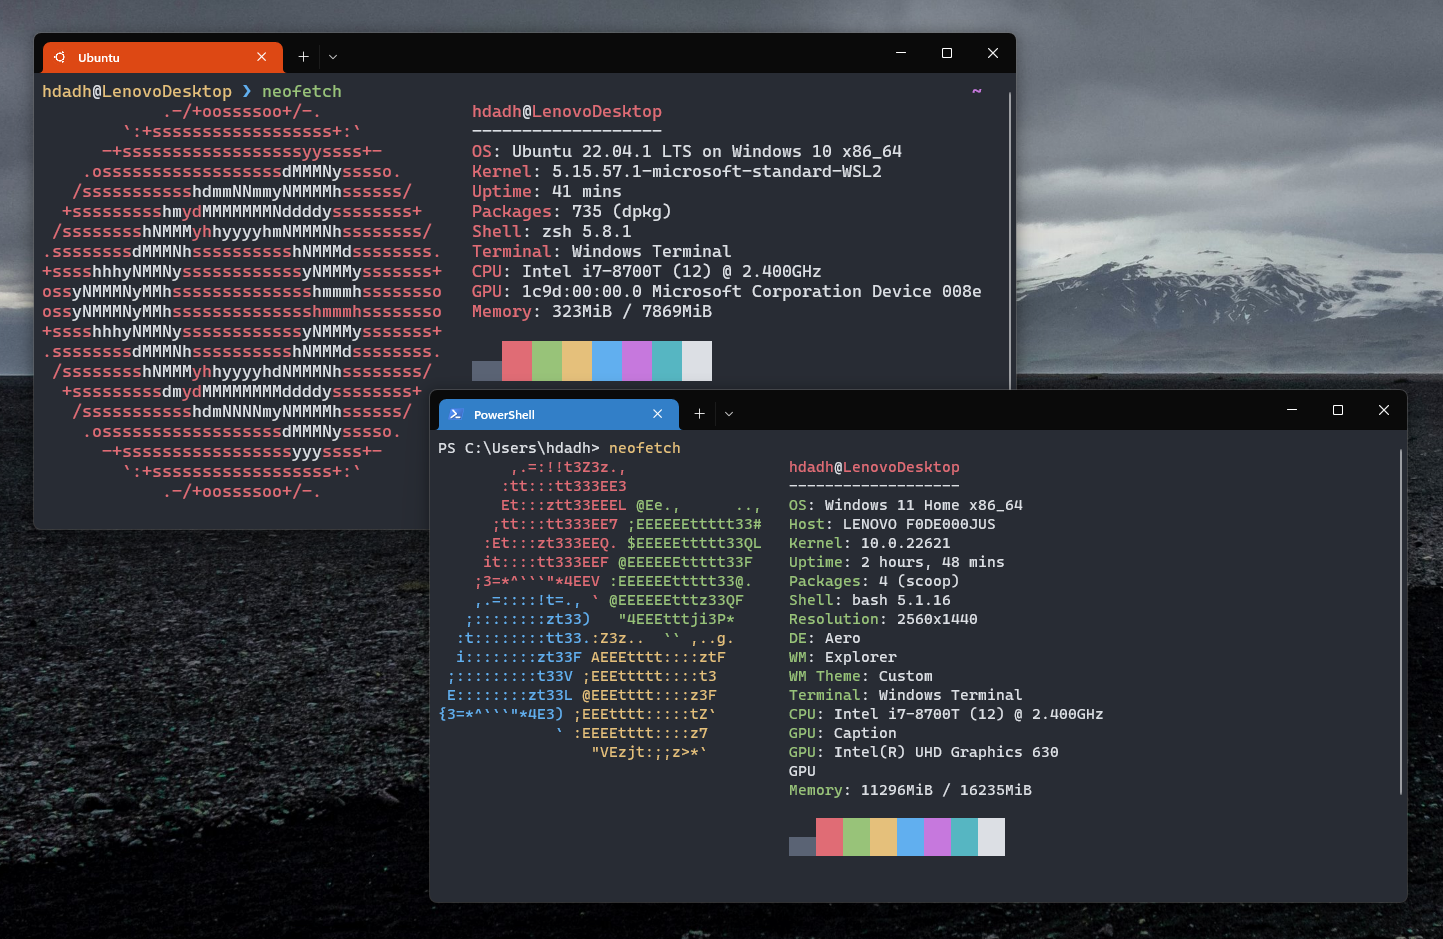 Ubuntu
hdadh@LenovoDesktop ❯ neofetch ~
.-/+oossssoo+/-.
`:+ssssssssssssssssss+:`
-+ssssssssssssssssssyyssss+-
.ossssssssssssssssssdMMMNysssso.
/ssssssssssshdmmNNmmyNMMMMhssssss/
+ssssssssshmydMMMMMMMNddddyssssssss+
/sssssssshNMMMyhhyyyyhmNMMMNhssssssss/
.ssssssssdMMMNhsssssssssshNMMMdssssssss.
+sssshhhyNMMNyssssssssssssyNMMMysssssss+
ossyNMMMNyMMhsssssssssssssshmmmhssssssso
ossyNMMMNyMMhsssssssssssssshmmmhssssssso
+sssshhhyNMMNyssssssssssssyNMMMysssssss+
.ssssssssdMMMNhsssssssssshNMMMdssssssss.
/sssssssshNMMMyhhyyyyhdNMMMNhssssssss/
+sssssssssdmydMMMMMMMMddddyssssssss+
/ssssssssssshdmNNNNmyNMMMMhssssss/
.ossssssssssssssssssdMMMNysssso.
-+sssssssssssssssssyyyssss+-
`:+ssssssssssssssssss+:`
.-/+oossssoo+/-.
hdadh@LenovoDesktop
-------------------
OS: Ubuntu 22.04.1 LTS on Windows 10 x86_64
Kernel: 5.15.57.1-microsoft-standard-WSL2
Uptime: 41 mins
Packages: 735 (dpkg)
Shell: zsh 5.8.1
Terminal: Windows Terminal
CPU: Intel i7-8700T (12) @ 2.400GHz
GPU: 1c9d:00:00.0 Microsoft Corporation Device 008e
Memory: 323MiB / 7869MiB
PowerShell
PS C:\Users\hdadh> neofetch
,.=:!!t3Z3z.,
:tt:::tt333EE3
Et:::ztt33EEEL @Ee.,      ..,
;tt:::tt333EE7 ;EEEEEEttttt33#
:Et:::zt333EEQ. $EEEEEttttt33QL
it::::tt333EEF @EEEEEEttttt33F
;3=*^```"*4EEV :EEEEEEttttt33@.
,.=::::!t=., ` @EEEEEEtttz33QF
;::::::::zt33)   "4EEEtttji3P*
:t::::::::tt33.:Z3z..  `` ,..g.
i::::::::zt33F AEEEtttt::::ztF
;:::::::::t33V ;EEEttttt::::t3
E::::::::zt33L @EEEtttt::::z3F
{3=*^```"*4E3) ;EEEtttt:::::tZ`
` :EEEEtttt::::z7
"VEzjt:;;z>*`
hdadh@LenovoDesktop
-------------------
OS: Windows 11 Home x86_64
Host: LENOVO F0DE000JUS
Kernel: 10.0.22621
Uptime: 2 hours, 48 mins
Packages: 4 (scoop)
Shell: bash 5.1.16
Resolution: 2560x1440
DE: Aero
WM: Explorer
WM Theme: Custom
Terminal: Windows Terminal
CPU: Intel i7-8700T (12) @ 2.400GHz
GPU: Caption
GPU: Intel(R) UHD Graphics 630
GPU
Memory: 11296MiB / 16235MiB